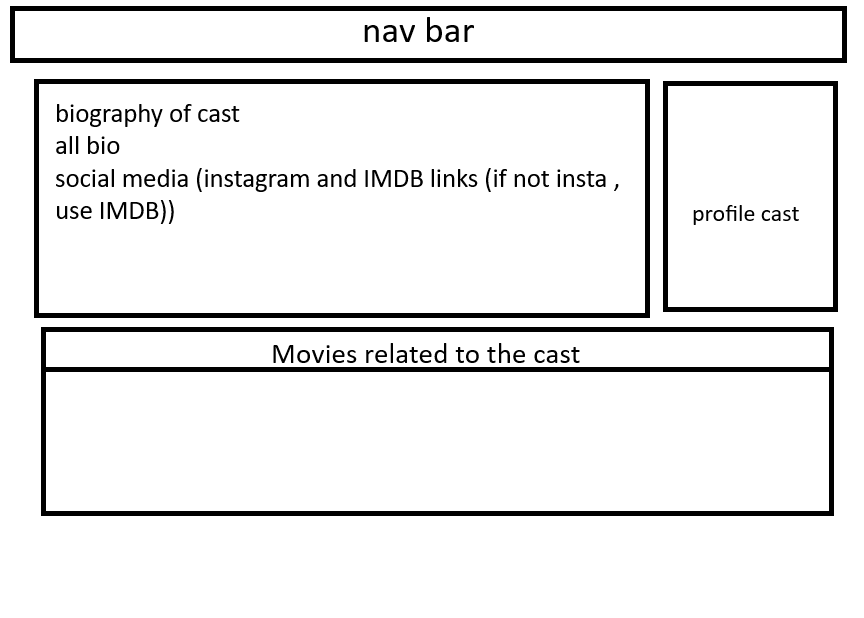 nav bar
biography of cast
all bio
social media (instagram and IMDB links (if not insta ,
use IMDB))
profile cast
Movies related to the cast